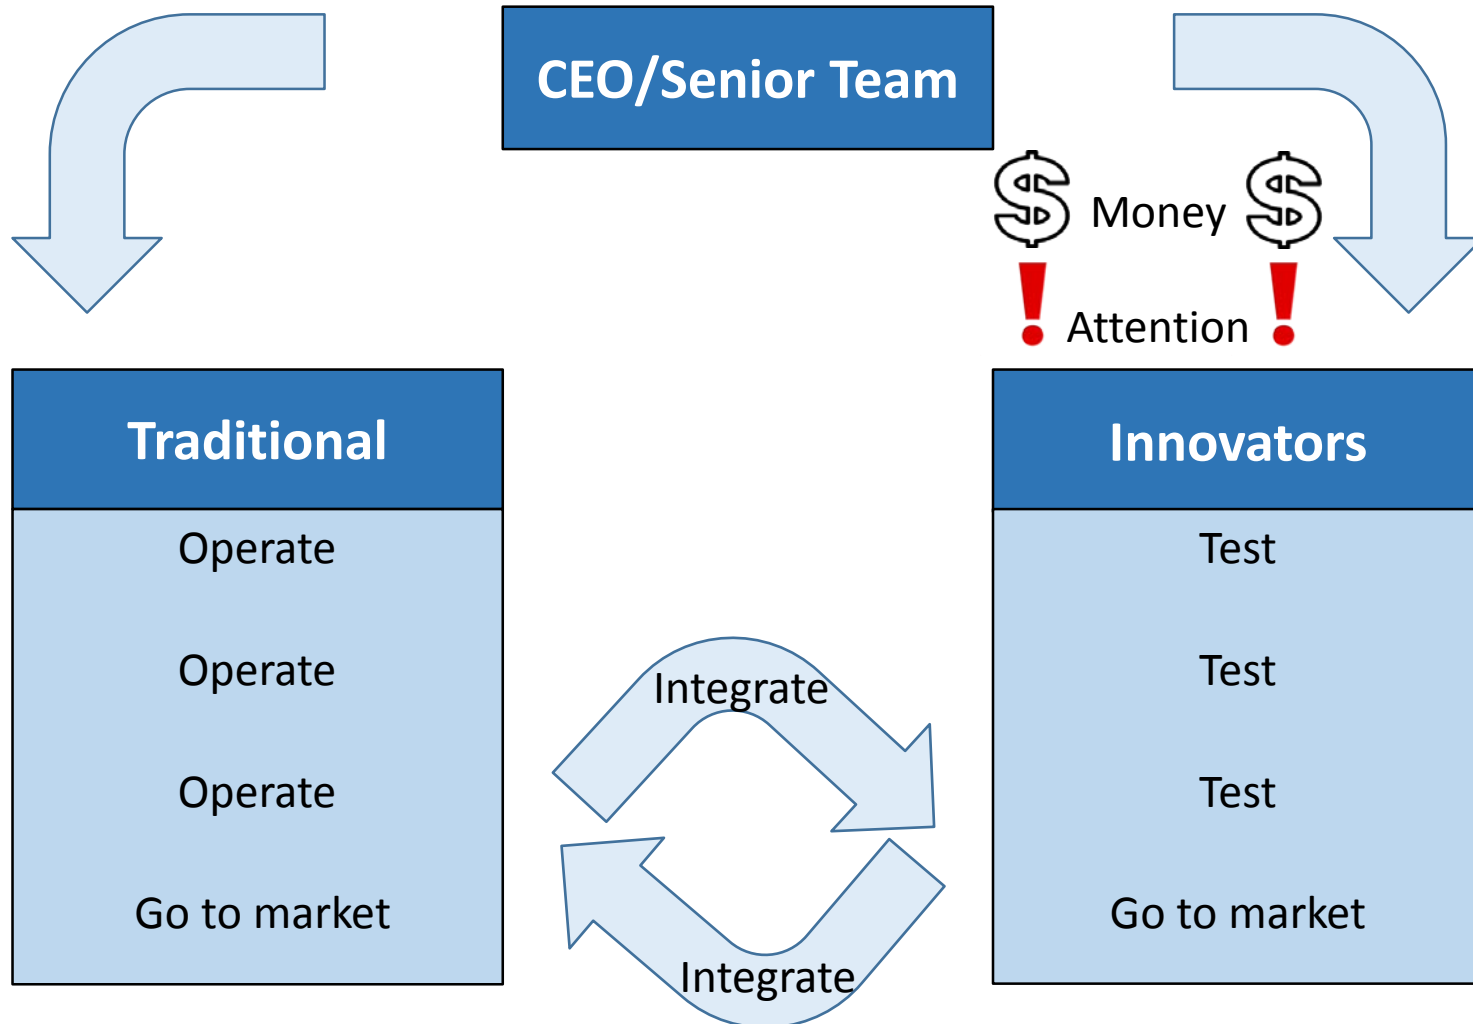 CEO/Senior Team
$ Money $
! Attention !
Traditional
Operate
Operate
Operate
Go to market
Integrate
Integrate
Innovators
Test
Test
Test
Go to market